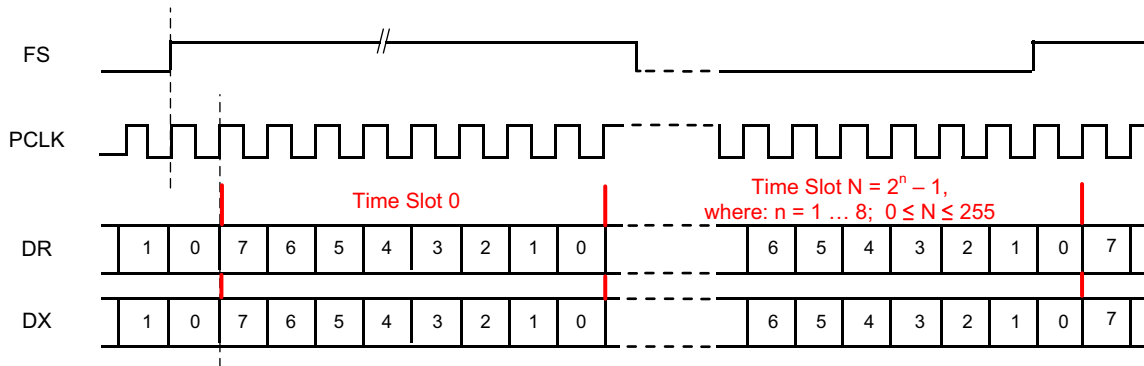 FS
PCLK
Time Slot 0
Time Slot N = 2ⁿ – 1,
where: n = 1 … 8; 0 ≤ N ≤ 255
DR 1 0 7 6 5 4 3 2 1 0 6 5 4 3 2 1 0 7
DX 1 0 7 6 5 4 3 2 1 0 6 5 4 3 2 1 0 7